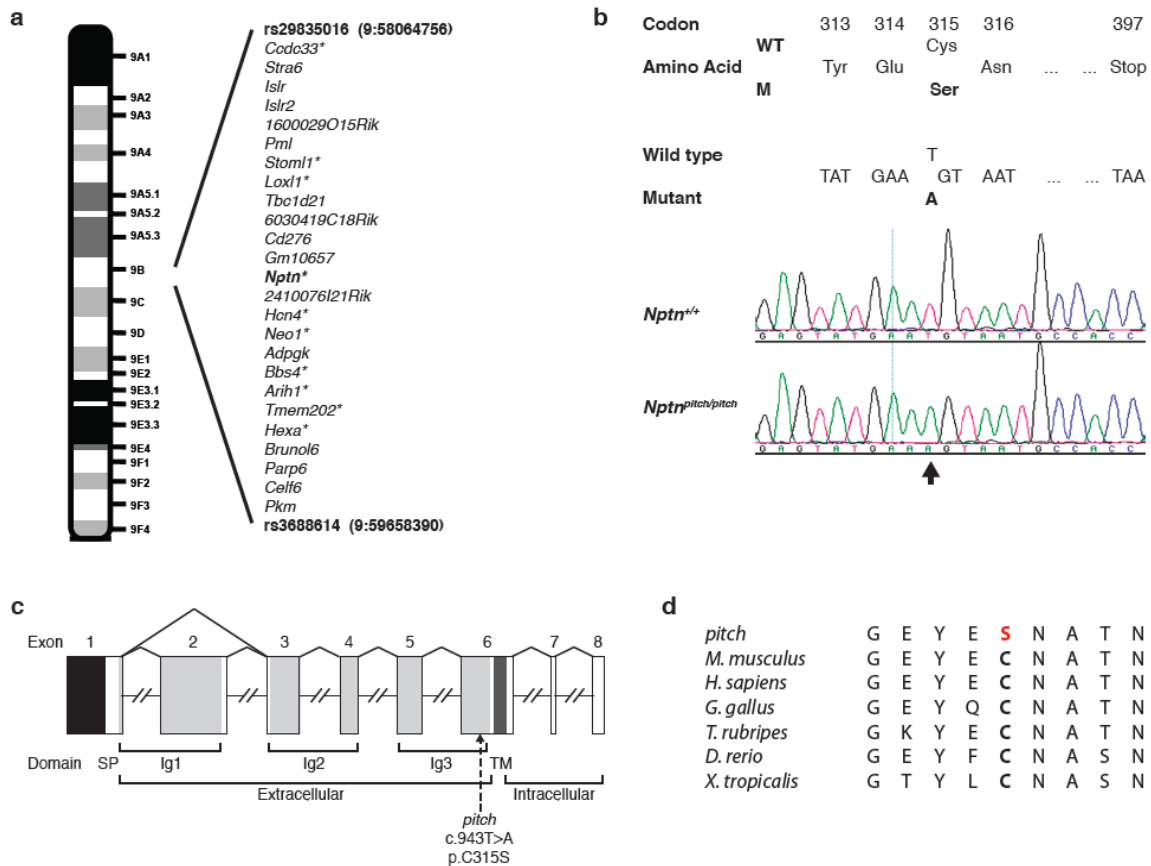 a
9A1
9A2
9A3
9A4
9A5.1
9A5.2
9A5.3
9B
9C
9D
9E1
9E2
9E3.1
9E3.2
9E3.3
9E4
9F1
9F2
9F3
9F4
rs29835016 (9:58064756)
Ccdc33*
Stra6
Islr
Islr2
1600029O15Rik
Pml
Stoml1*
Loxl1*
Tbc1d21
6030419C18Rik
Cd276
Gm10657
Nptn*
2410076I21Rik
Hcn4*
Neo1*
Adpgk
Bbs4*
Arih1*
Tmem202*
Hexa*
Brunol6
Parp6
Celf6
Pkm
rs3688614 (9:59658390)
b
Codon 313 314 315 316 397
WT Cys
Amino Acid Tyr Glu Asn ... ... Stop
M Ser
Wild type T
TAT GAA GT AAT ... ... TAA
Mutant A
Nptn+/+
G A G T A T G A A T G T A A T G C C A C C
Nptnpitch/pitch
G A G T A T G A A A G T A A T G C C A C C
c
Exon 1 2 3 4 5 6 7 8
Domain SP Ig1 Ig2 Ig3 TM
Extracellular Intracellular
pitch
c.943T>A
p.C315S
d
pitch G E Y E S N A T N
M. musculus G E Y E C N A T N
H. sapiens G E Y E C N A T N
G. gallus G E Y Q C N A T N
T. rubripes G K Y E C N A T N
D. rerio G E Y F C N A S N
X. tropicalis G T Y L C N A S N